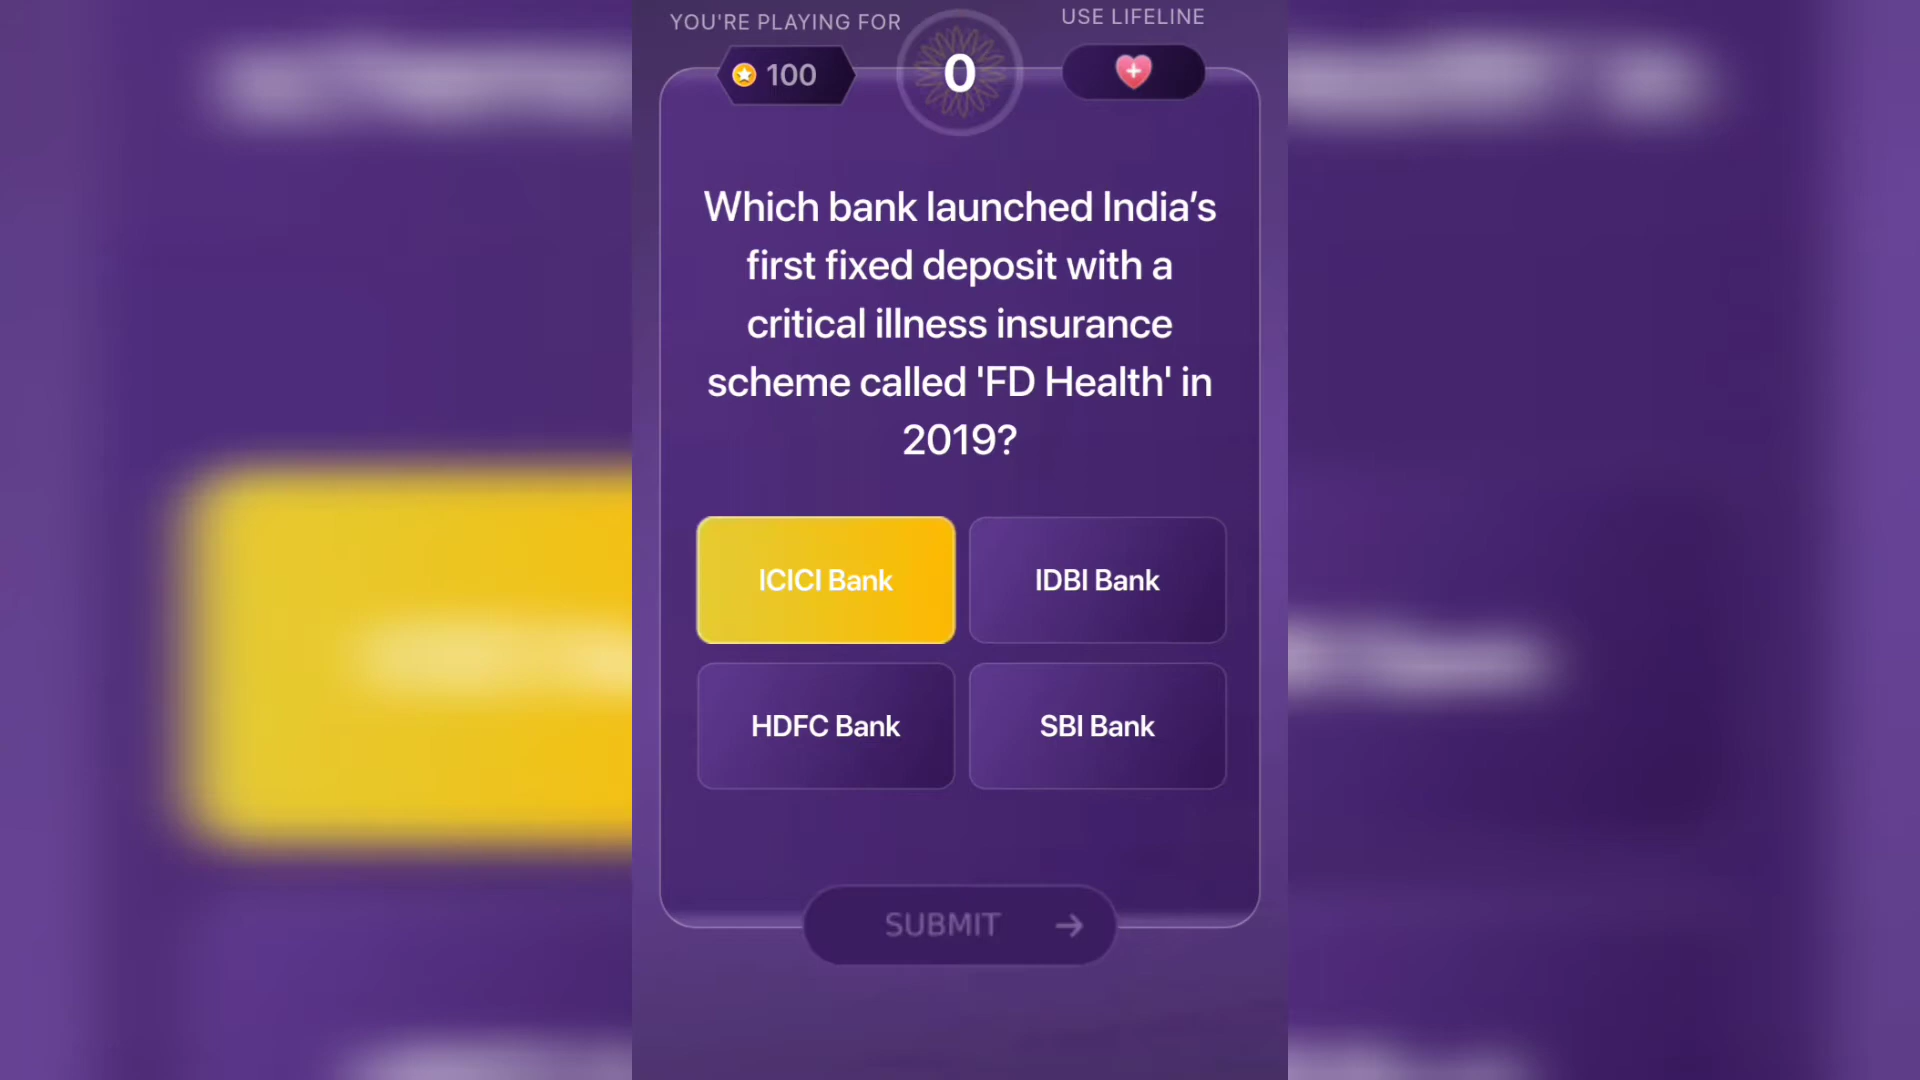 YOU'RE PLAYING FOR
USE LIFELINE
100
0
Which bank launched India’s
first fixed deposit with a
critical illness insurance
scheme called 'FD Health' in
2019?
ICICI Bank
IDBI Bank
HDFC Bank
SBI Bank
SUBMIT